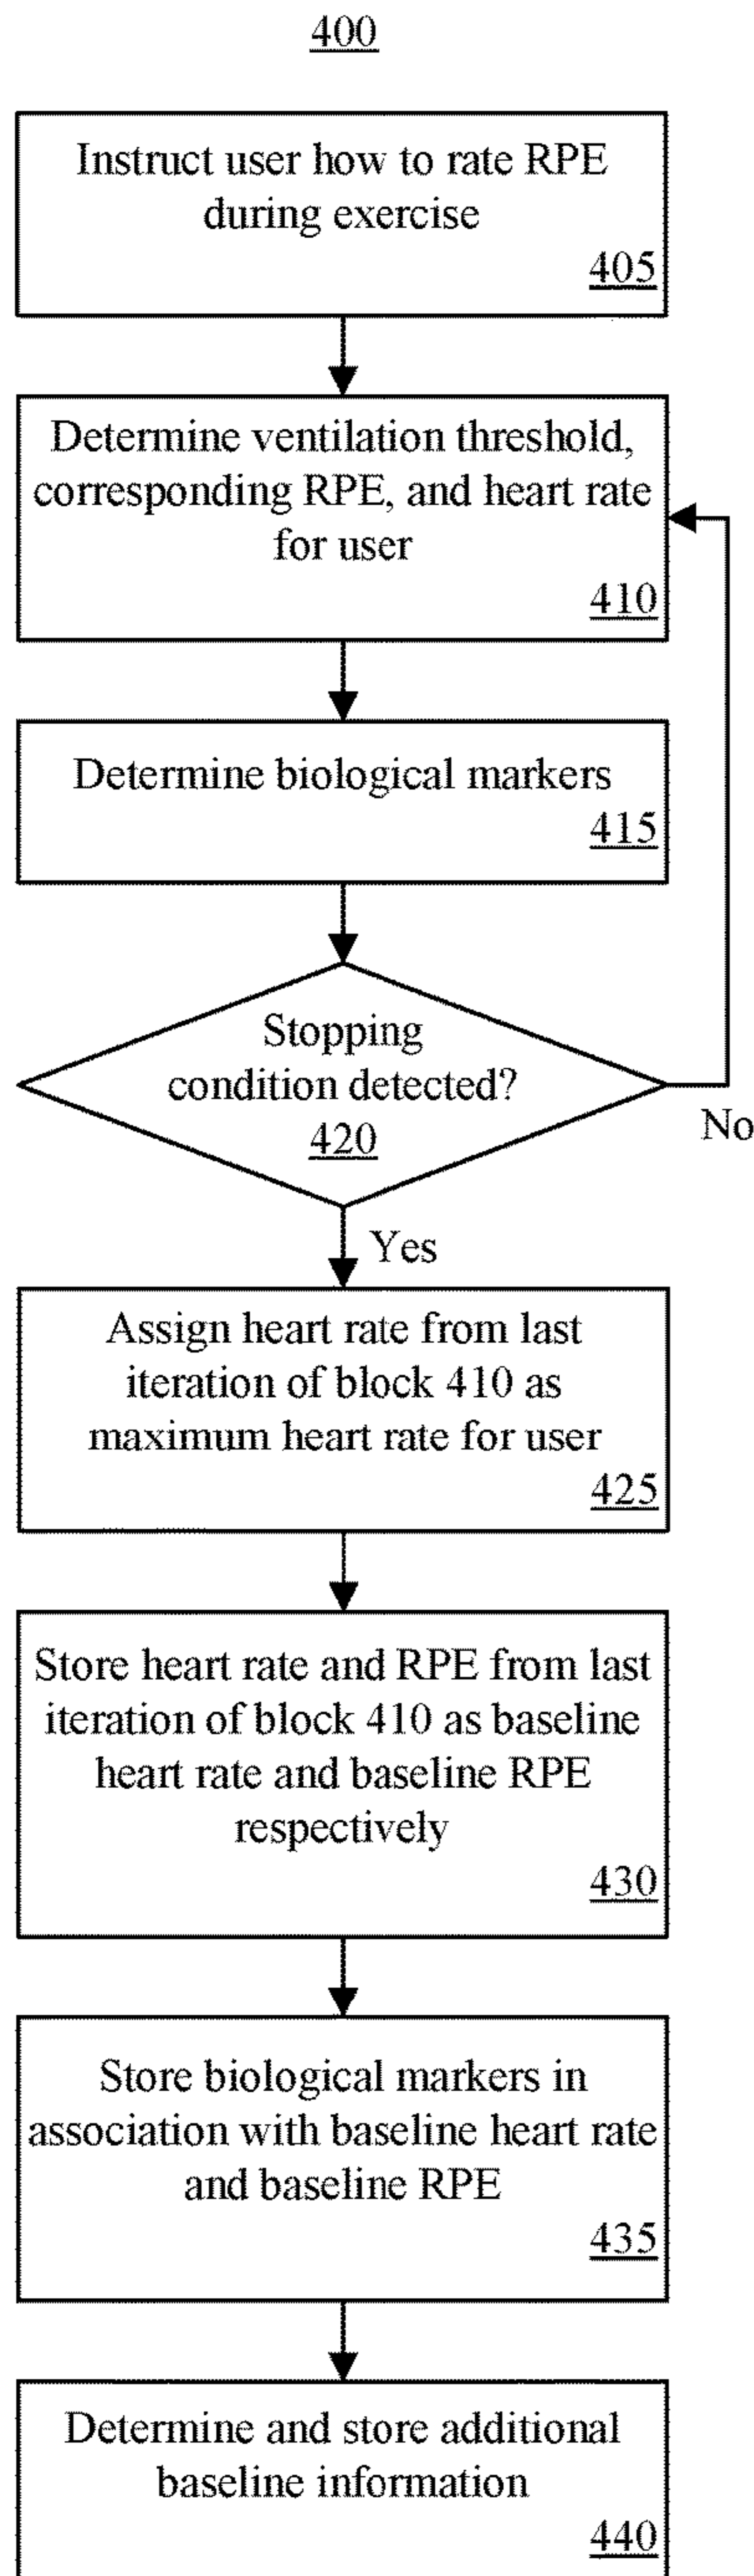 400
Instruct user how to rate RPE
during exercise
405
Determine ventilation threshold,
corresponding RPE, and heart rate
for user
410
Determine biological markers
415
Stopping
condition detected?
420
No
Yes
Assign heart rate from last
iteration of block 410 as
maximum heart rate for user
425
Store heart rate and RPE from last
iteration of block 410 as baseline
heart rate and baseline RPE
respectively
430
Store biological markers in
association with baseline heart rate
and baseline RPE
435
Determine and store additional
baseline information
440